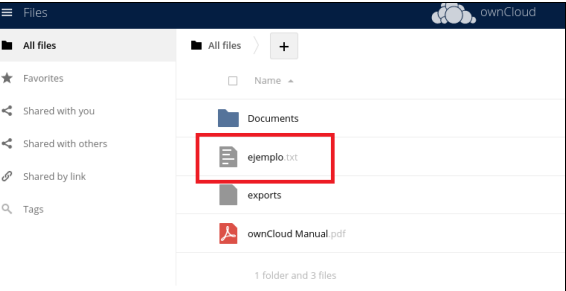 Files
ownCloud
All files
Favorites
Shared with you
Shared with others
Shared by link
Tags
All files
+
Name
Documents
ejemplo.txt
exports
ownCloud Manual.pdf
1 folder and 3 files